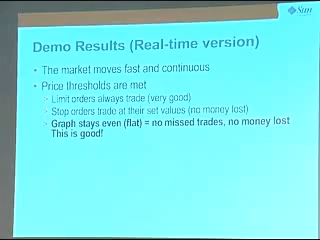 Sun
Demo Results (Real-time version)
• The market moves fast and continuous
• Price thresholds are met
- Limit orders always trade (very good)
- Stop orders trade at their set values (no money lost)
- Graph stays even (flat) = no missed trades, no money lost
This is good!